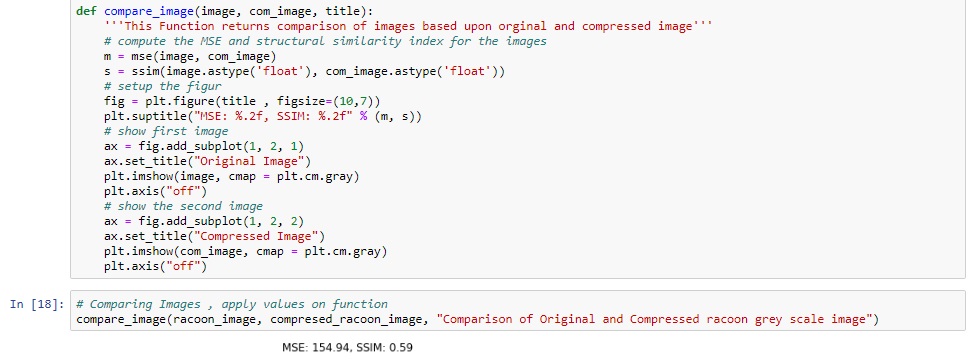 def compare_image(image, com_image, title):
    '''This Function returns comparison of images based upon orginal and compressed image'''
    # compute the MSE and structural similarity index for the images
    m = mse(image, com_image)
    s = ssim(image.astype('float'), com_image.astype('float'))
    # setup the figur
    fig = plt.figure(title , figsize=(10,7))
    plt.suptitle("MSE: %.2f, SSIM: %.2f" % (m, s))
    # show first image
    ax = fig.add_subplot(1, 2, 1)
    ax.set_title("Original Image")
    plt.imshow(image, cmap = plt.cm.gray)
    plt.axis("off")
    # show the second image
    ax = fig.add_subplot(1, 2, 2)
    ax.set_title("Compressed Image")
    plt.imshow(com_image, cmap = plt.cm.gray)
    plt.axis("off")
In [18]: # Comparing Images , apply values on function
compare_image(racoon_image, compresed_racoon_image, "Comparison of Original and Compressed racoon grey scale image")
MSE: 154.94, SSIM: 0.59